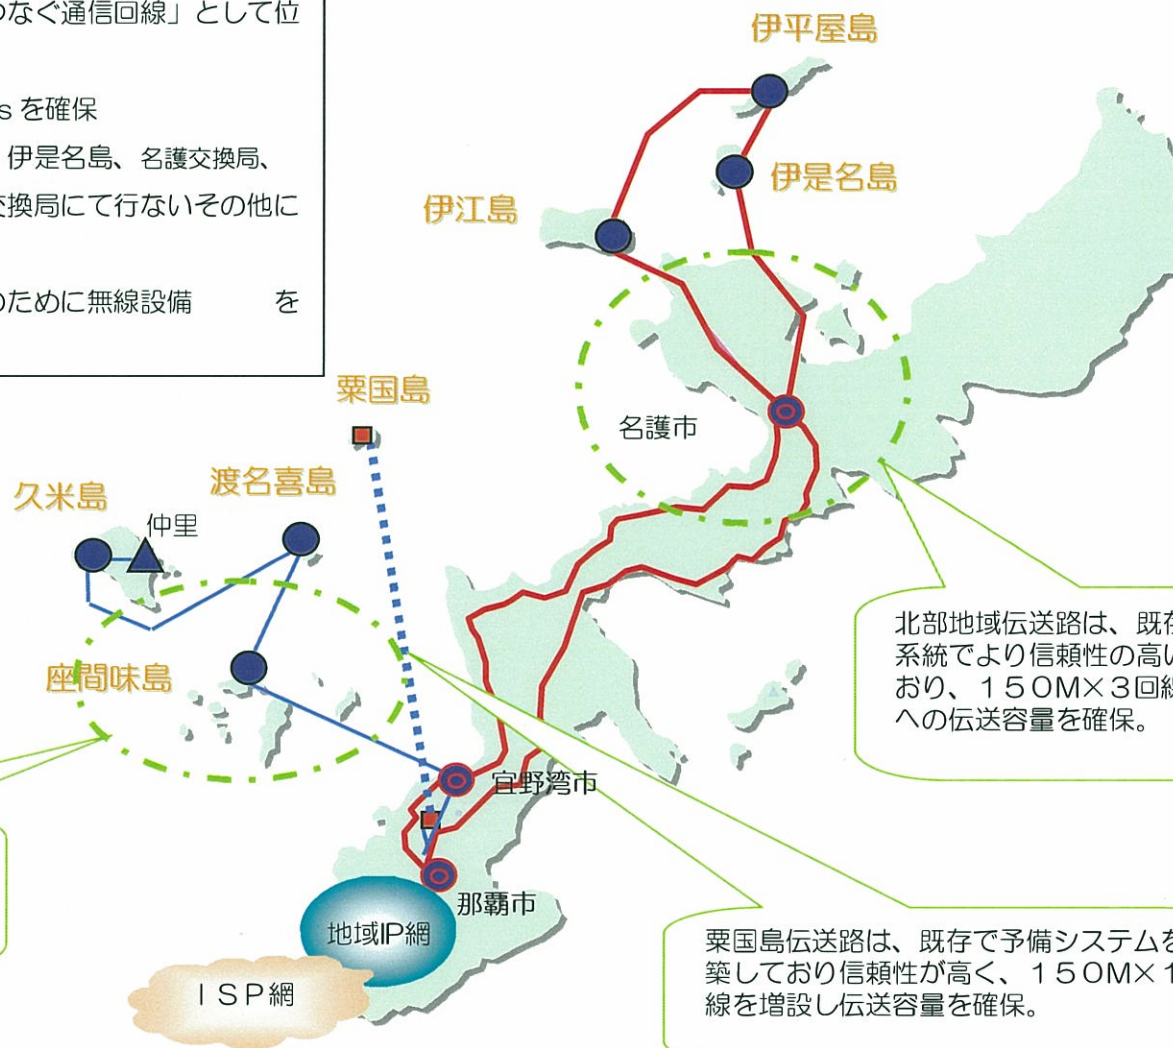 つなぐ通信回線」として位
s を確保
伊是名島、名護交換局、
交換局にて行ないその他に
のために無線設備　　　を
伊平屋島
伊是名島
伊江島
名護市
粟国島
渡名喜島
久米島
仲里
座間味島
北部地域伝送路は、既存
系統でより信頼性の高い
おり、１５０Ｍ×３回線
への伝送容量を確保。
宜野湾市
那覇市
地域IP網
ＩＳＰ網
粟国島伝送路は、既存で予備システムを
築しており信頼性が高く、１５０Ｍ×１
線を増設し伝送容量を確保。